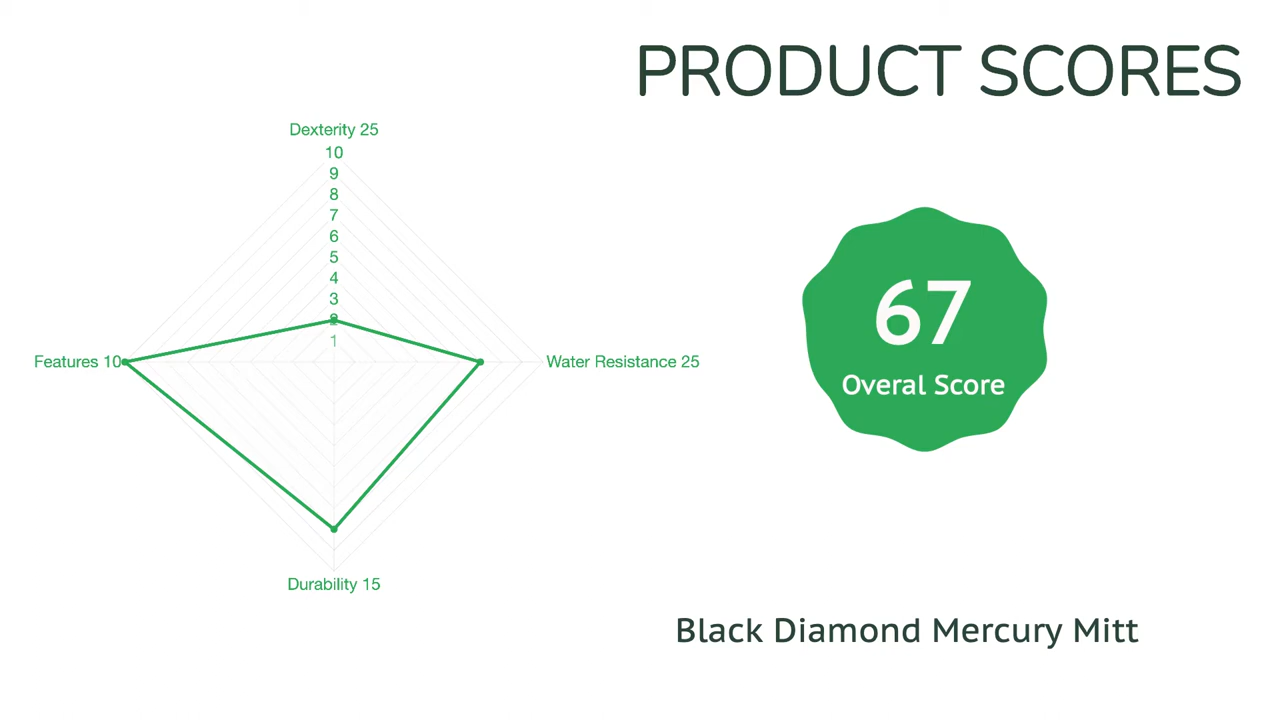 PRODUCT SCORES
Dexterity 25
10
9
8
7
6
5
4
3
2
1
Features 10
Water Resistance 25
Durability 15
67
Overal Score
Black Diamond Mercury Mitt